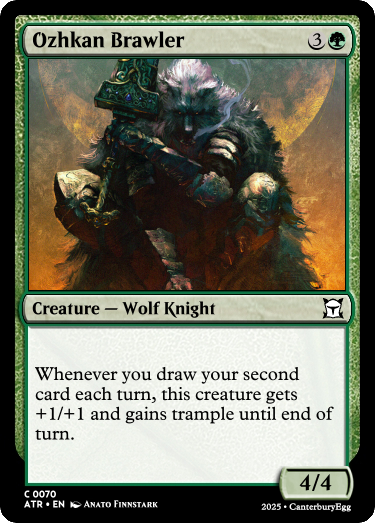 Ozhkan Brawler 3
Creature — Wolf Knight
Whenever you draw your second
card each turn, this creature gets
+1/+1 and gains trample until end of
turn.
4/4
C 0070
ATR • EN Anato Finnstark
2025 • CanterburyEgg